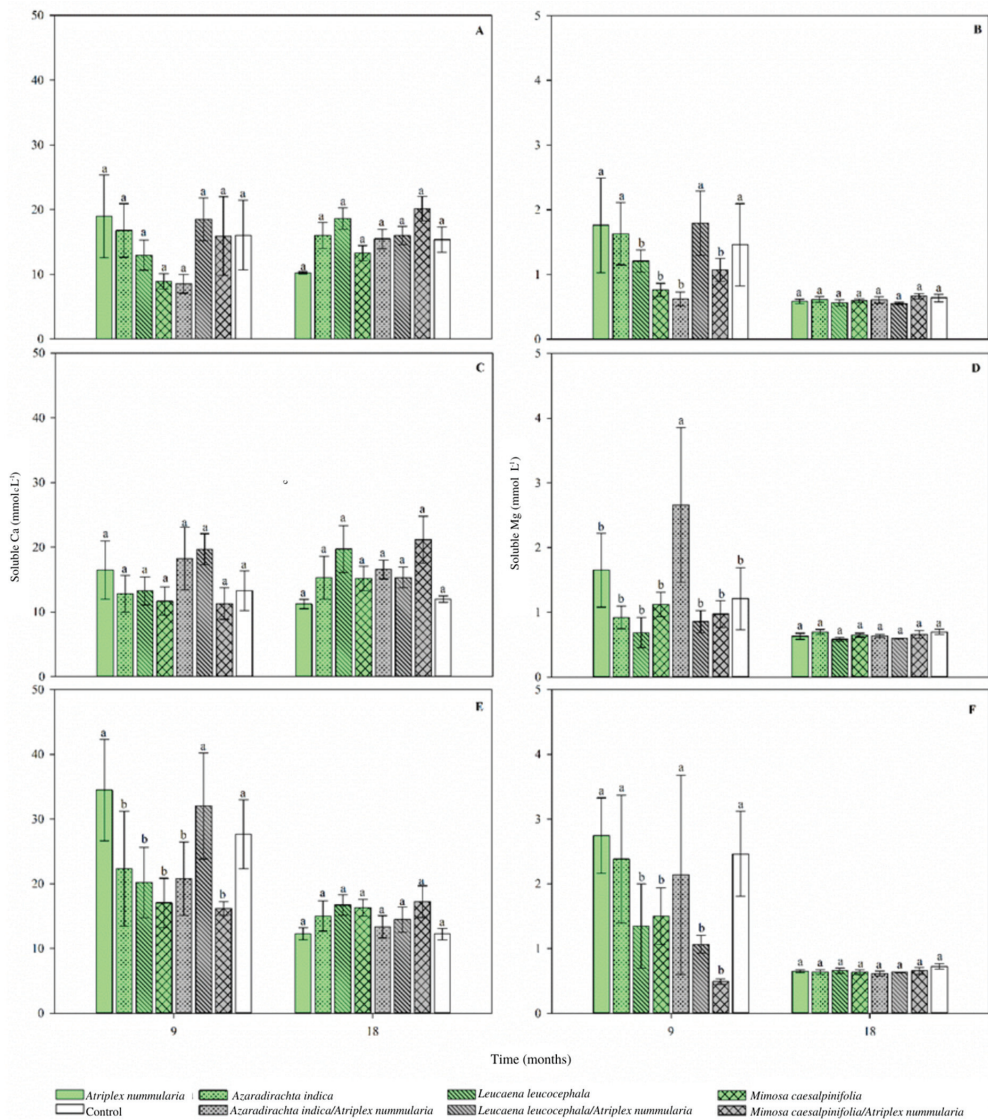 50
A
40
30
20
10
0
a a a a a a a a
a a a a a a a a
5
B
4
3
2
1
0
a a b b b a b a
a a a a a a a a
Soluble Ca (mmolcL-1)
50
C
40
30
20
10
0
a a a a a a a a
a a a a a a a a
c
Soluble Mg (mmol L-1)
5
D
4
3
2
1
0
b b b b a b b b
a a a a a a a a
50
E
40
30
20
10
0
a b b b b a b a
a a a a a a a a
9 18
5
F
4
3
2
1
0
a a b b a b b a
a a a a a a a a
9 18
Time (months)
Atriplex nummularia Azaradirachta indica Leucaena leucocephala Mimosa caesalpinifolia
Control Azaradirachta indica/Atriplex nummularia Leucaena leucocephala/Atriplex nummularia Mimosa caesalpinifolia/Atriplex nummularia